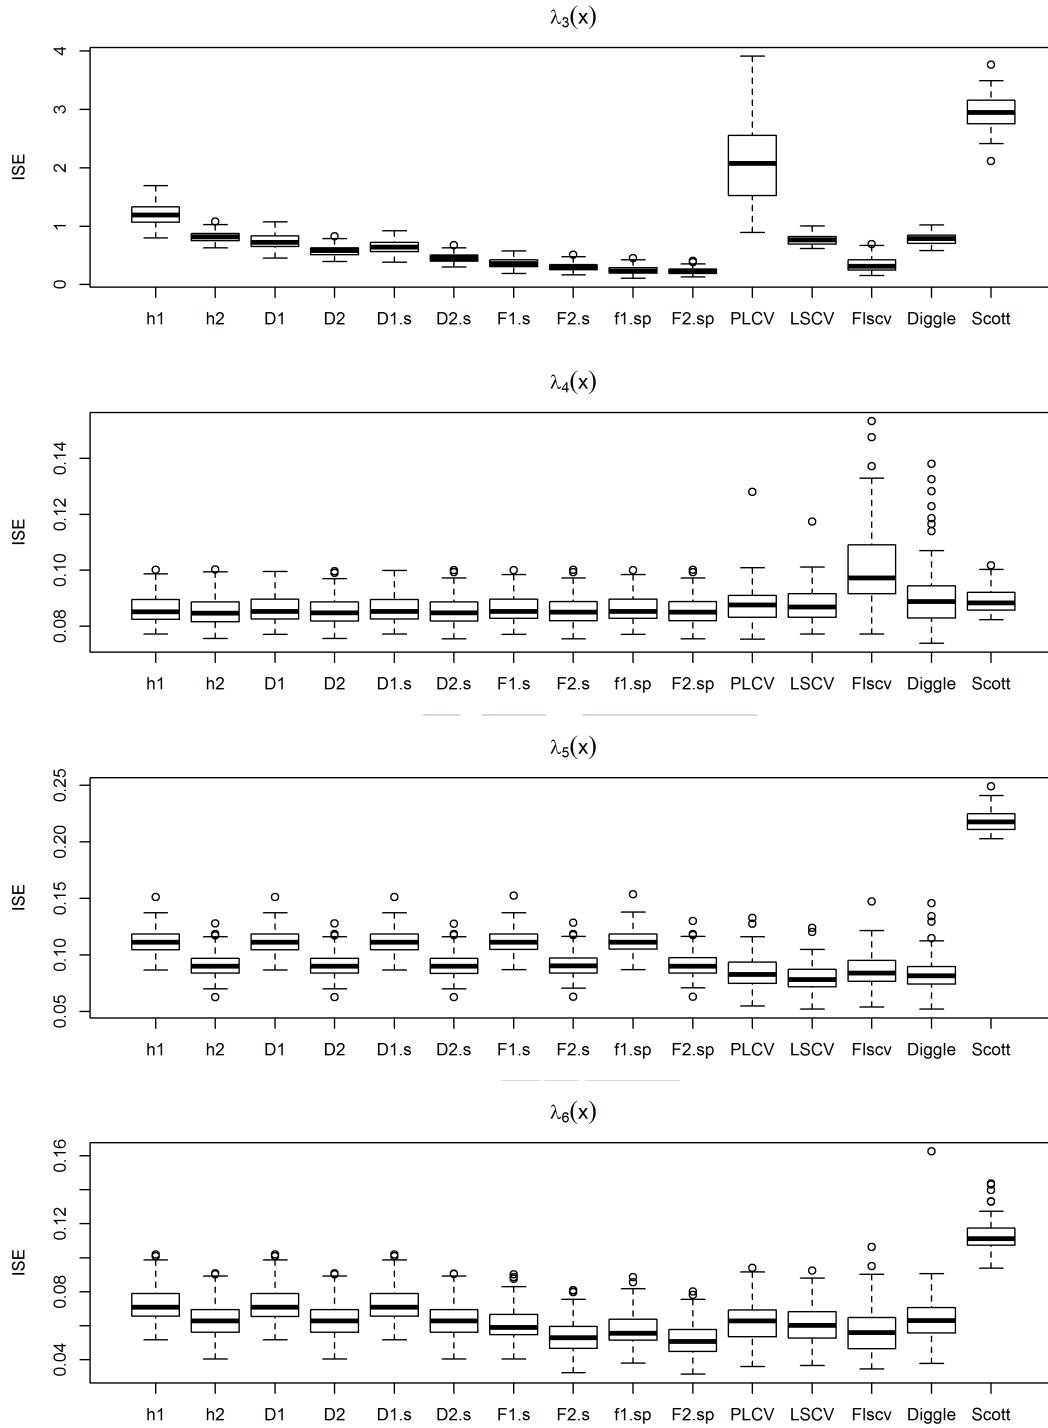 λ₃(x)
ISE
4
3
2
1
0
h1 h2 D1 D2 D1.s D2.s F1.s F2.s f1.sp F2.sp PLCV LSCV Flscv Diggle Scott
λ₄(x)
ISE
0.14
0.12
0.10
0.08
h1 h2 D1 D2 D1.s D2.s F1.s F2.s f1.sp F2.sp PLCV LSCV Flscv Diggle Scott
λ₅(x)
ISE
0.25
0.20
0.15
0.10
0.05
h1 h2 D1 D2 D1.s D2.s F1.s F2.s f1.sp F2.sp PLCV LSCV Flscv Diggle Scott
λ₆(x)
ISE
0.16
0.12
0.08
0.04
h1 h2 D1 D2 D1.s D2.s F1.s F2.s f1.sp F2.sp PLCV LSCV Flscv Diggle Scott